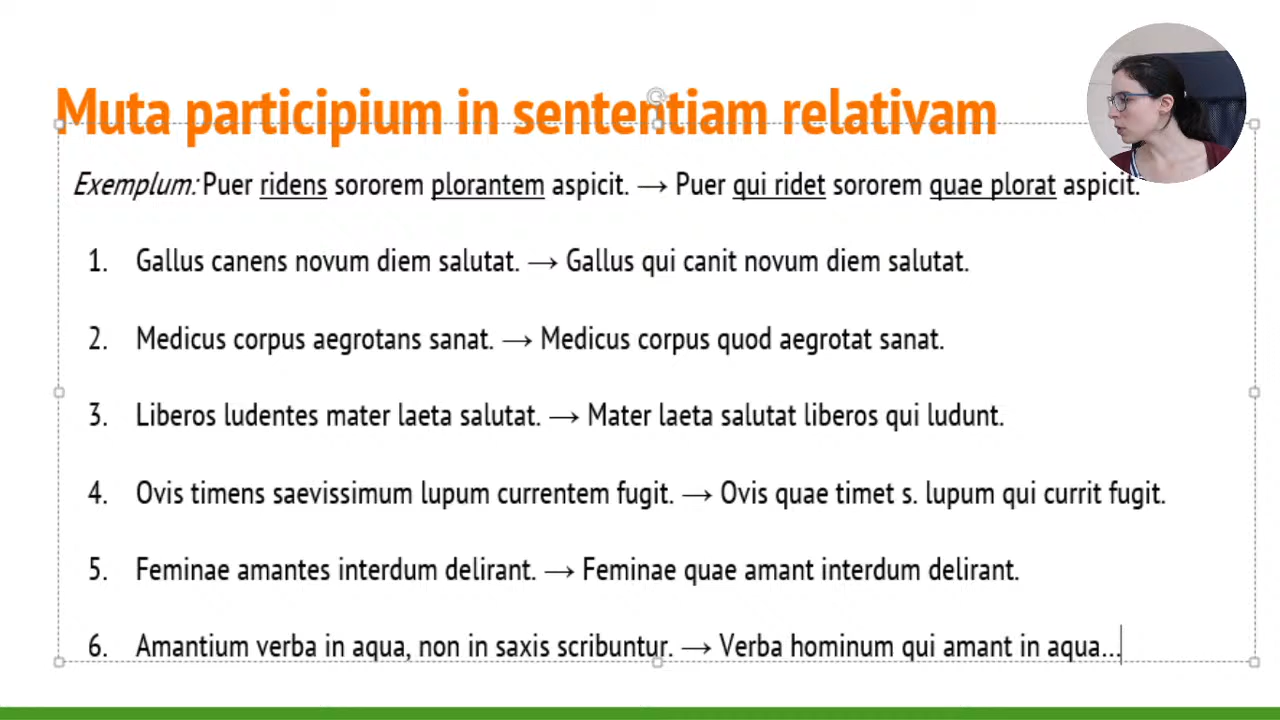 Muta participium in sententiam relativam
Exemplum: Puer ridens sororem plorantem aspicit. → Puer qui ridet sororem quae plorat aspicit.
1. Gallus canens novum diem salutat. → Gallus qui canit novum diem salutat.
2. Medicus corpus aegrotans sanat. → Medicus corpus quod aegrotat sanat.
3. Liberos ludentes mater laeta salutat. → Mater laeta salutat liberos qui ludunt.
4. Ovis timens saevissimum lupum currentem fugit. → Ovis quae timet s. lupum qui currit fugit.
5. Feminae amantes interdum delirant. → Feminae quae amant interdum delirant.
6. Amantium verba in aqua, non in saxis scribuntur. → Verba hominum qui amant in aqua...